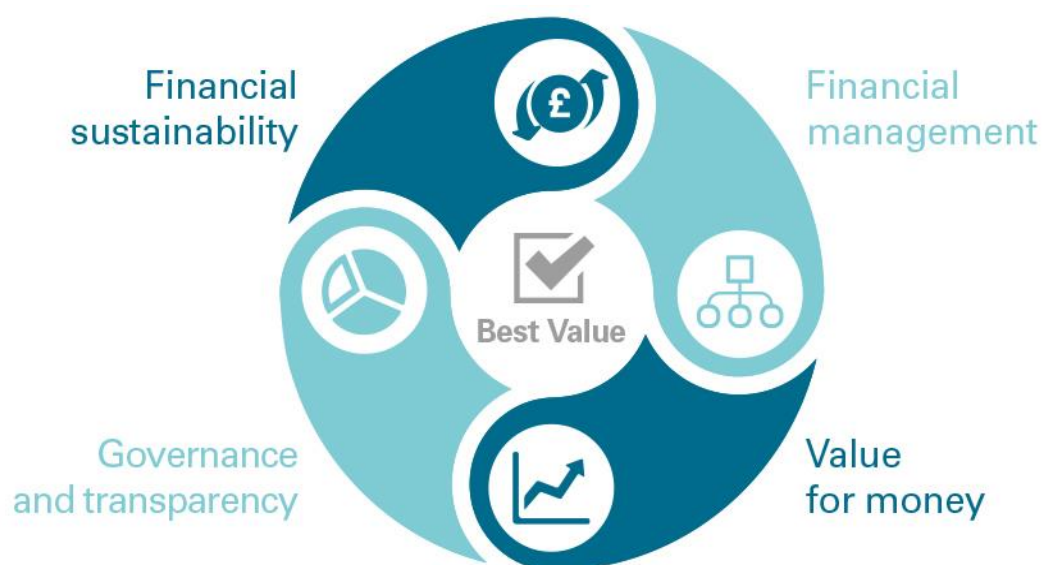 Financial
sustainability
Financial
management
£
Best Value
Governance
and transparency
Value
for money